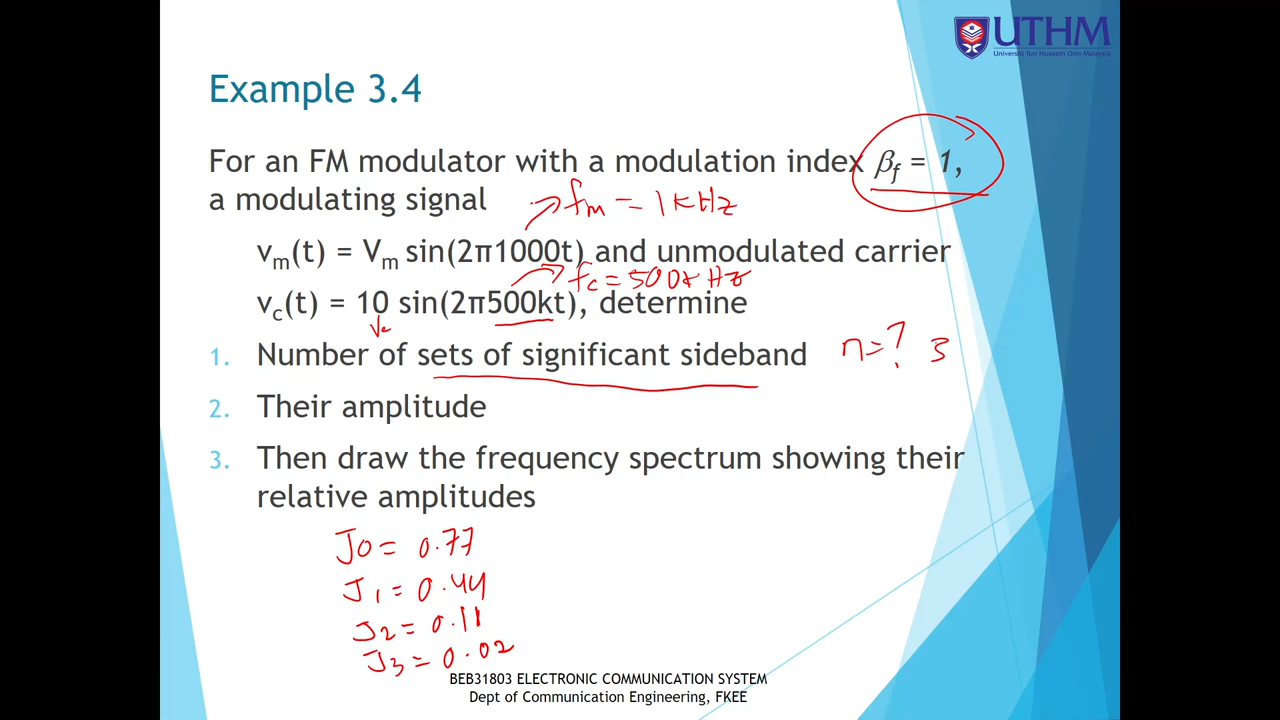 UTHM
Universiti Tun Hussein Onn Malaysia
Example 3.4
For an FM modulator with a modulation index βf = 1,
a modulating signal
fm = 1kHz
vm(t) = Vm sin(2π1000t) and unmodulated carrier
fc = 500kHz
vc(t) = 10 sin(2π500kt), determine
Vc
1. Number of sets of significant sideband
n=? 3
2. Their amplitude
3. Then draw the frequency spectrum showing their
relative amplitudes
J0 = 0.77
J1 = 0.44
J2 = 0.11
J3 = 0.02
BEB31803 ELECTRONIC COMMUNICATION SYSTEM
Dept of Communication Engineering, FKEE